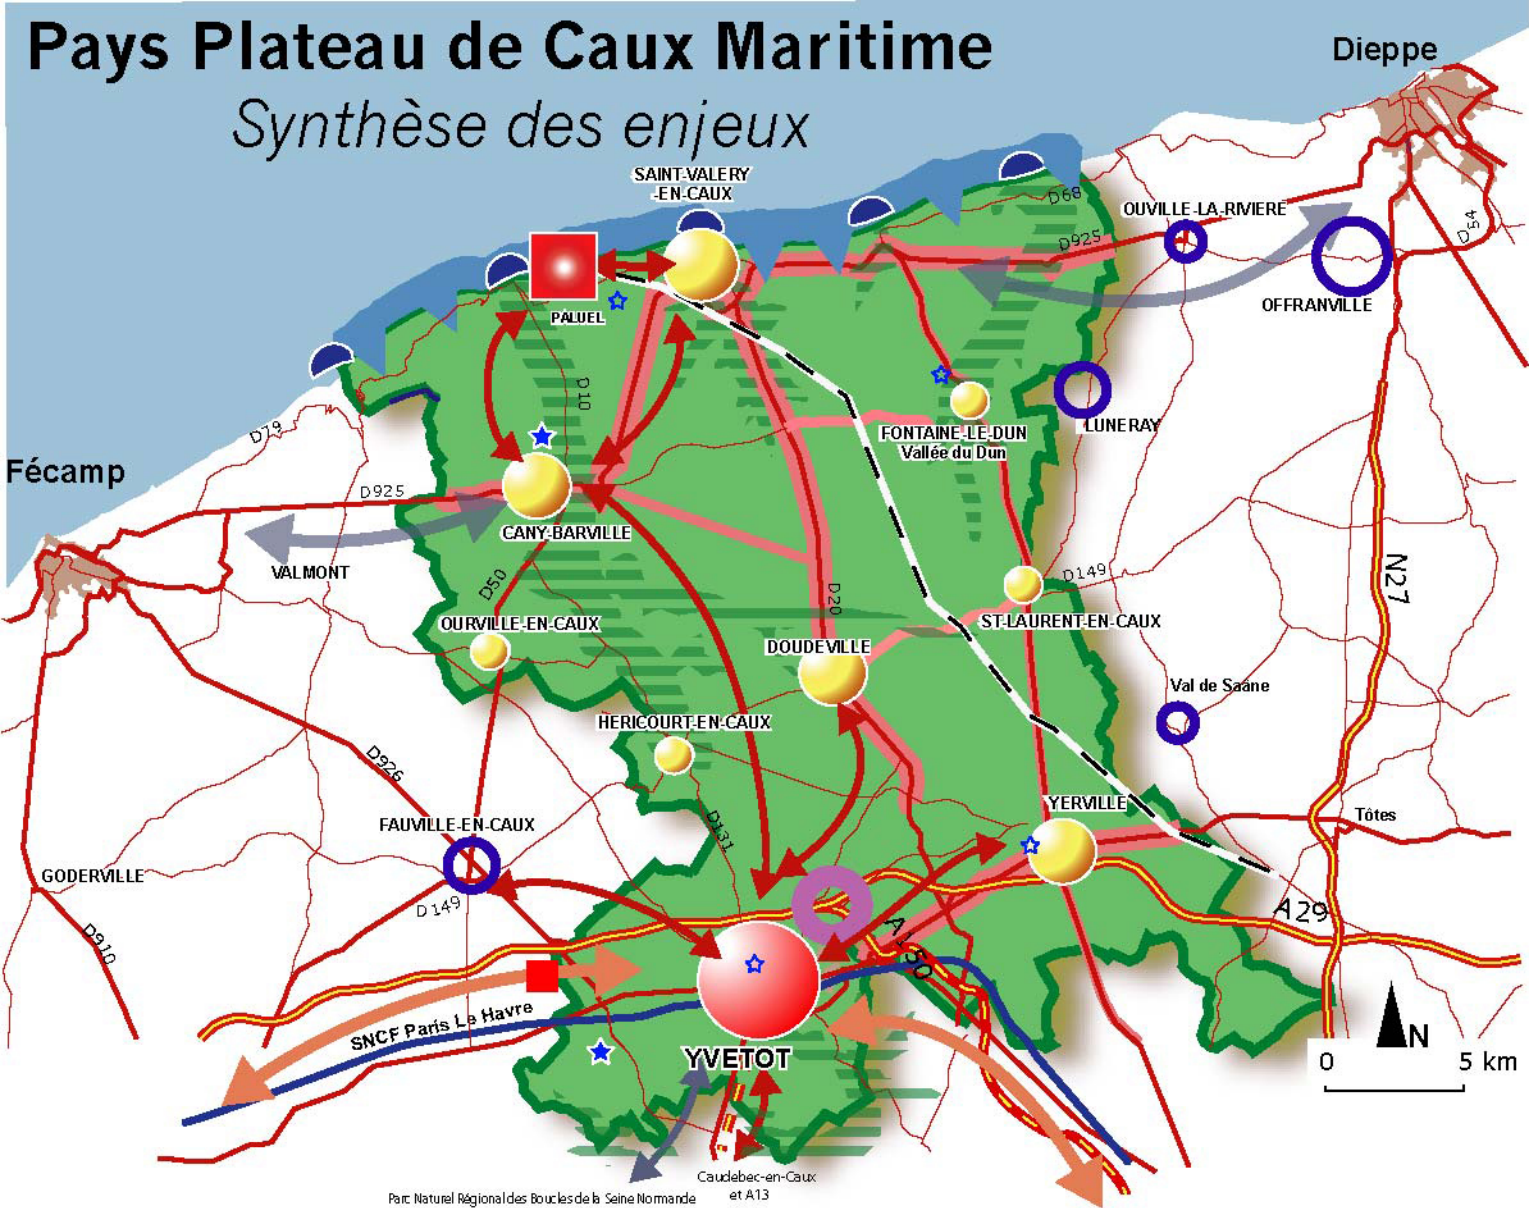 Pays Plateau de Caux Maritime
Synthèse des enjeux
Dieppe
SAINT-VALERY
-EN-CAUX
D68
OUVILLE-LA-RIVIERE
D925
D54
OFFRANVILLE
PALUEL
D10
D79
LUNERAY
FONTAINE-LE-DUN
Vallée du Dun
Fécamp
D925
CANY-BARVILLE
VALMONT
D50
D20
D149
N27
OURVILLE-EN-CAUX
ST-LAURENT-EN-CAUX
DOUDEVILLE
Val de Saâne
HERICOURT-EN-CAUX
D926
YERVILLE
Tôtes
D131
FAUVILLE-EN-CAUX
GODERVILLE
D149
A29
D910
A150
SNCF Paris Le Havre
N
YVETOT
0 5 km
Caudebec-en-Caux
et A13
Parc Naturel Régional des Boucles de la Seine Normande